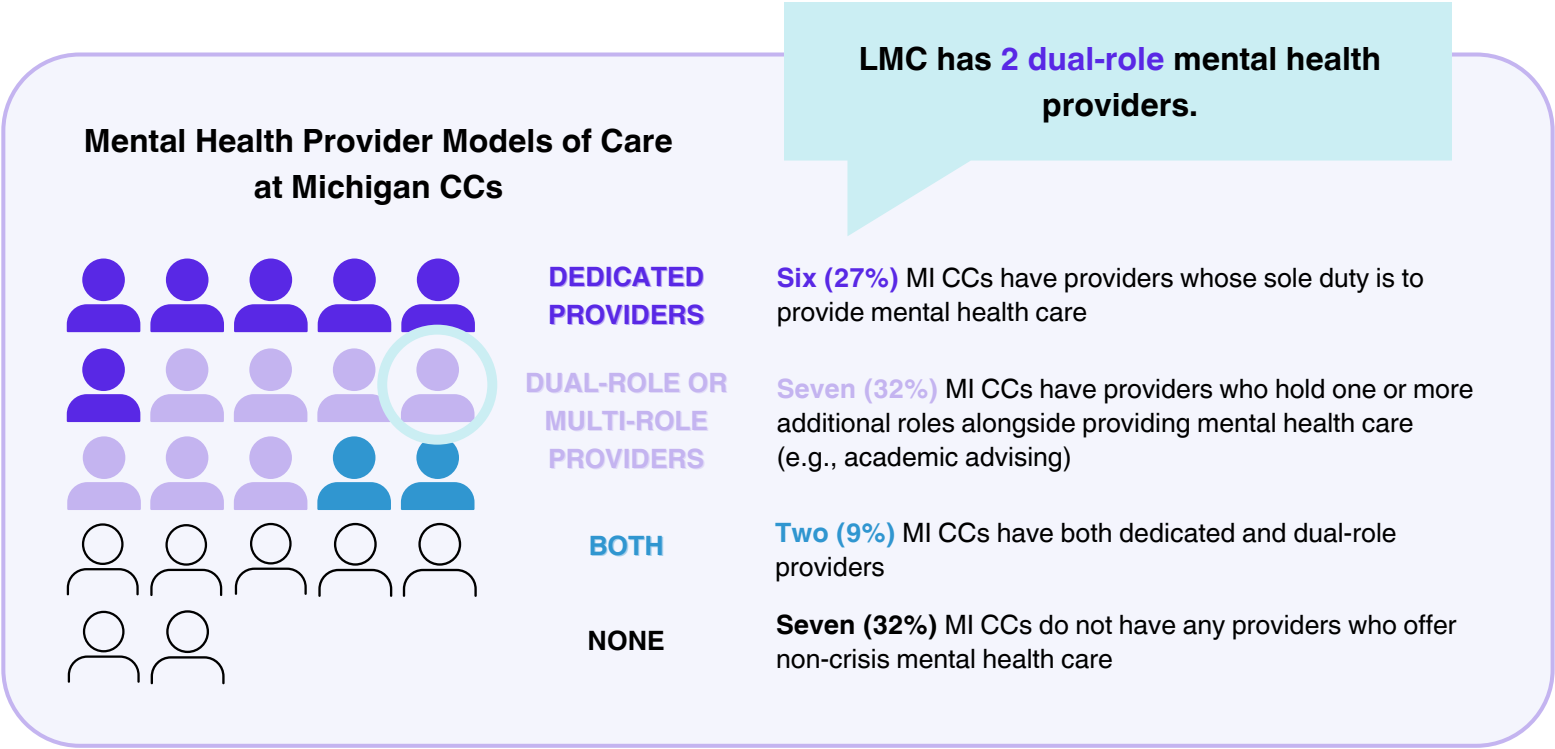 LMC has 2 dual-role mental health
providers.
Mental Health Provider Models of Care
at Michigan CCs
DEDICATED
PROVIDERS
Six (27%) MI CCs have providers whose sole duty is to
provide mental health care
DUAL-ROLE OR
MULTI-ROLE
PROVIDERS
Seven (32%) MI CCs have providers who hold one or more
additional roles alongside providing mental health care
(e.g., academic advising)
BOTH
Two (9%) MI CCs have both dedicated and dual-role
providers
NONE
Seven (32%) MI CCs do not have any providers who offer
non-crisis mental health care